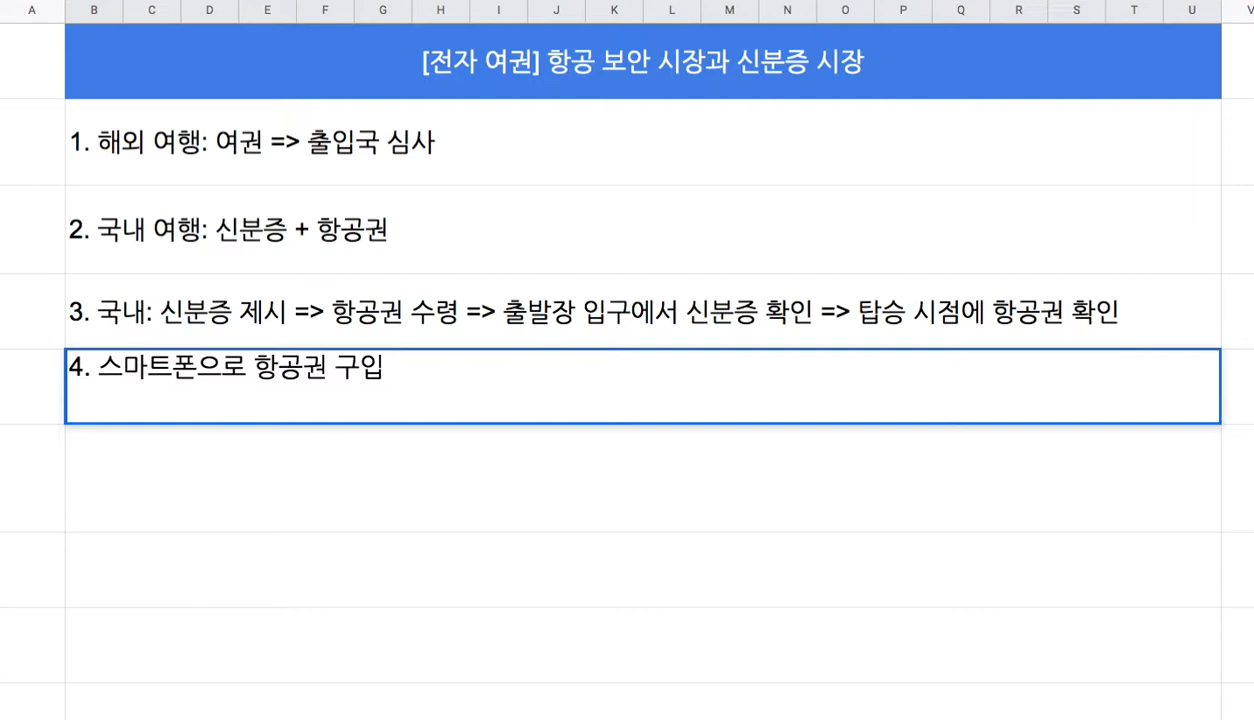 A B C D E F G H I J K L M N O P Q R S T U V
[전자 여권] 항공 보안 시장과 신분증 시장
1. 해외 여행: 여권 => 출입국 심사
2. 국내 여행: 신분증 + 항공권
3. 국내: 신분증 제시 => 항공권 수령 => 출발장 입구에서 신분증 확인 => 탑승 시점에 항공권 확인
4. 스마트폰으로 항공권 구입